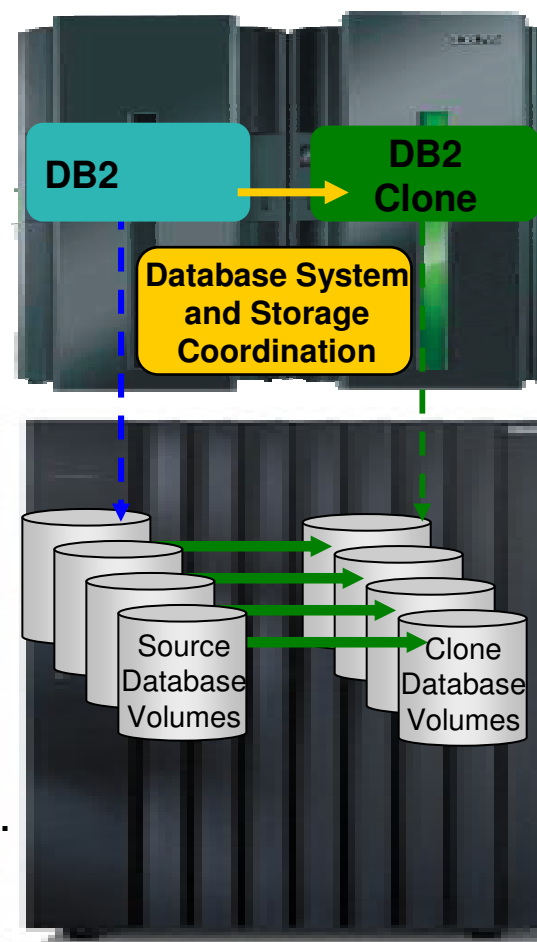 DB2
DB2
Clone
Database System
and Storage
Coordination
Source
Database
Volumes
Clone
Database
Volumes
.